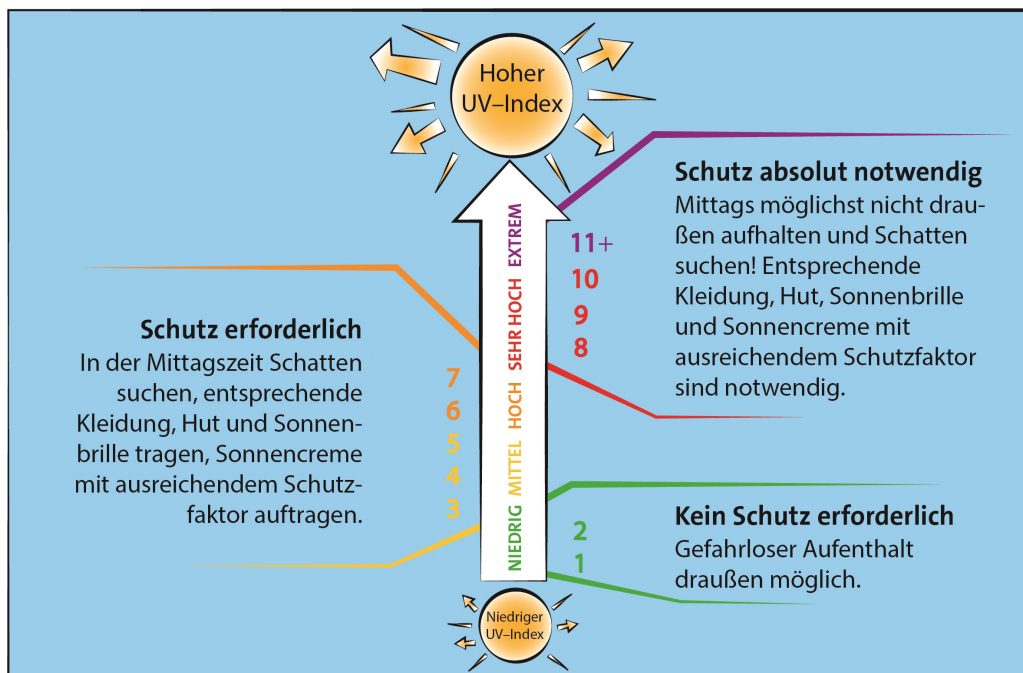 Hoher
UV–Index
Schutz absolut notwendig
Mittags möglichst nicht drau-
ßen aufhalten und Schatten
suchen! Entsprechende
Kleidung, Hut, Sonnenbrille
und Sonnencreme mit
ausreichendem Schutzfaktor
sind notwendig.
11+
10
9
8
EXTREM
SEHR HOCH
HOCH
MITTEL
NIEDRIG
Schutz erforderlich
In der Mittagszeit Schatten
suchen, entsprechende
Kleidung, Hut und Sonnen-
brille tragen, Sonnencreme
mit ausreichendem Schutz-
faktor auftragen.
7
6
5
4
3
Kein Schutz erforderlich
Gefahrloser Aufenthalt
draußen möglich.
2
1
Niedriger
UV–Index